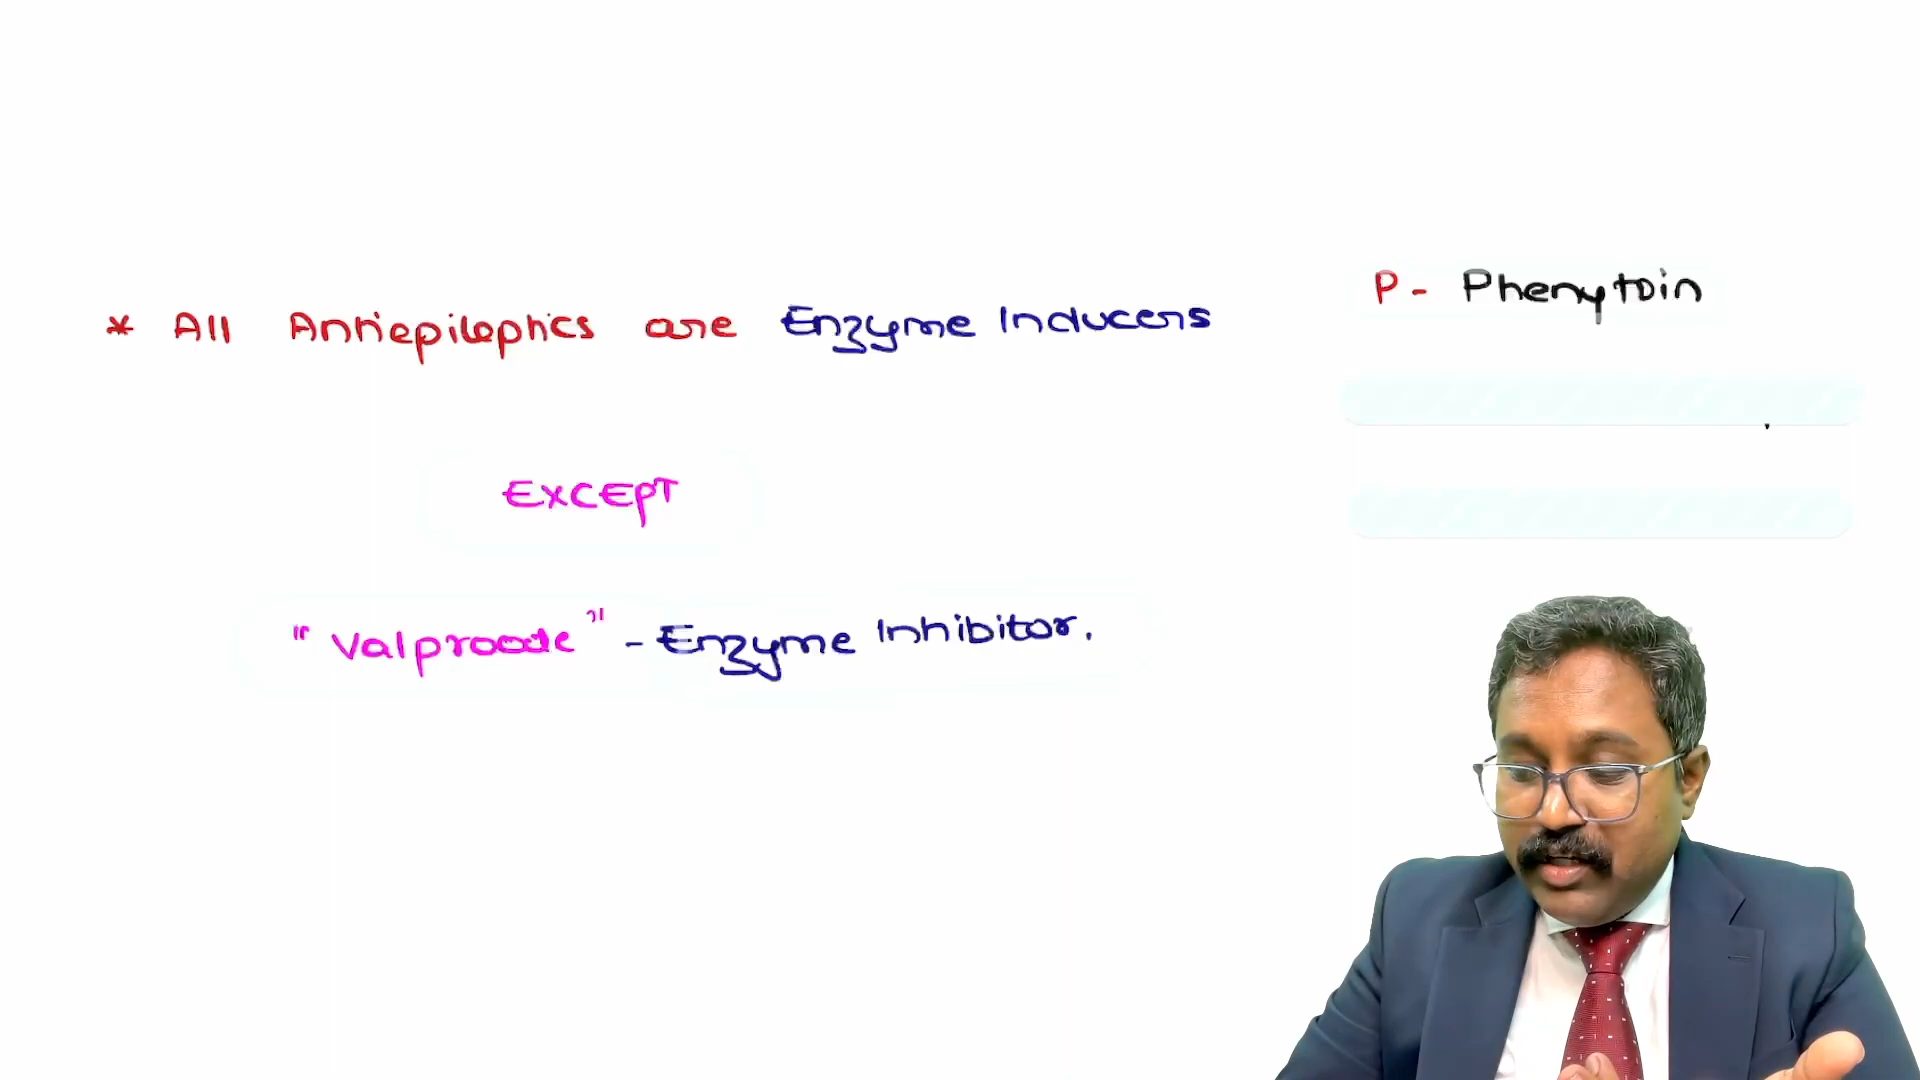 * All Antiepileptics are Enzyme Inducers
P - Phenytoin
EXCEPT
"Valproate" - Enzyme Inhibitor.